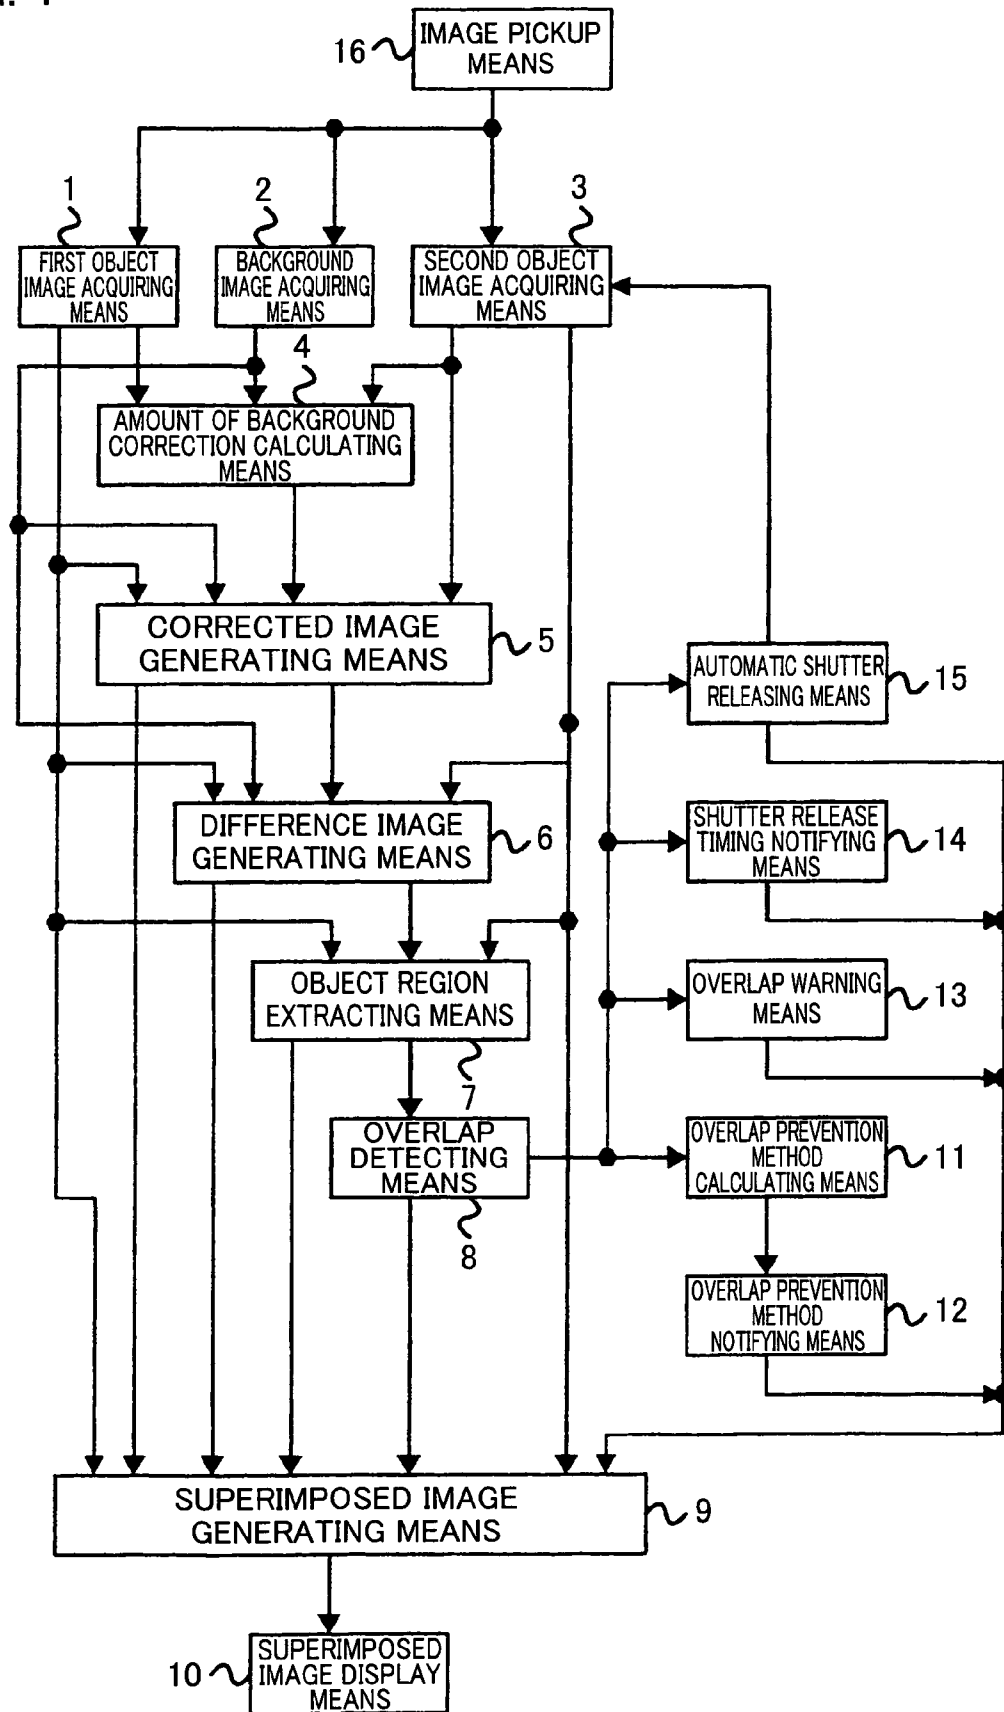 16
IMAGE PICKUP
MEANS
1
2
3
FIRST OBJECT
IMAGE ACQUIRING
MEANS
BACKGROUND
IMAGE ACQUIRING
MEANS
SECOND OBJECT
IMAGE ACQUIRING
MEANS
4
AMOUNT OF BACKGROUND
CORRECTION CALCULATING
MEANS
CORRECTED IMAGE
GENERATING MEANS
5
AUTOMATIC SHUTTER
RELEASING MEANS
15
DIFFERENCE IMAGE
GENERATING MEANS
6
SHUTTER RELEASE
TIMING NOTIFYING
MEANS
14
OBJECT REGION
EXTRACTING MEANS
7
OVERLAP WARNING
MEANS
13
OVERLAP
DETECTING
MEANS
8
OVERLAP PREVENTION
METHOD
CALCULATING MEANS
11
OVERLAP PREVENTION
METHOD
NOTIFYING MEANS
12
SUPERIMPOSED IMAGE
GENERATING MEANS
9
10
SUPERIMPOSED
IMAGE DISPLAY
MEANS